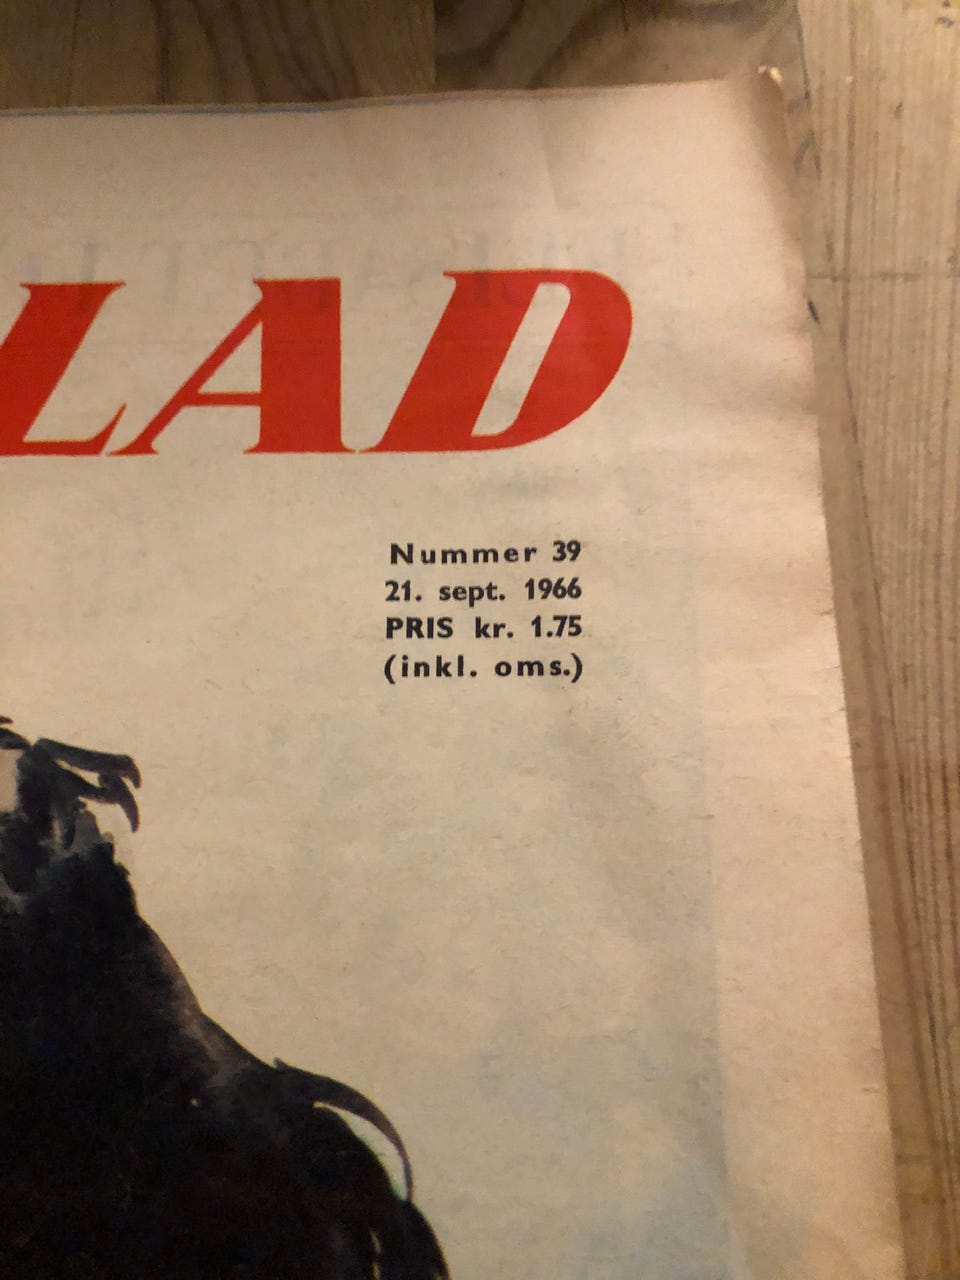 LAD
Nummer 39
21. sept. 1966
PRIS kr. 1.75
(inkl. oms.)